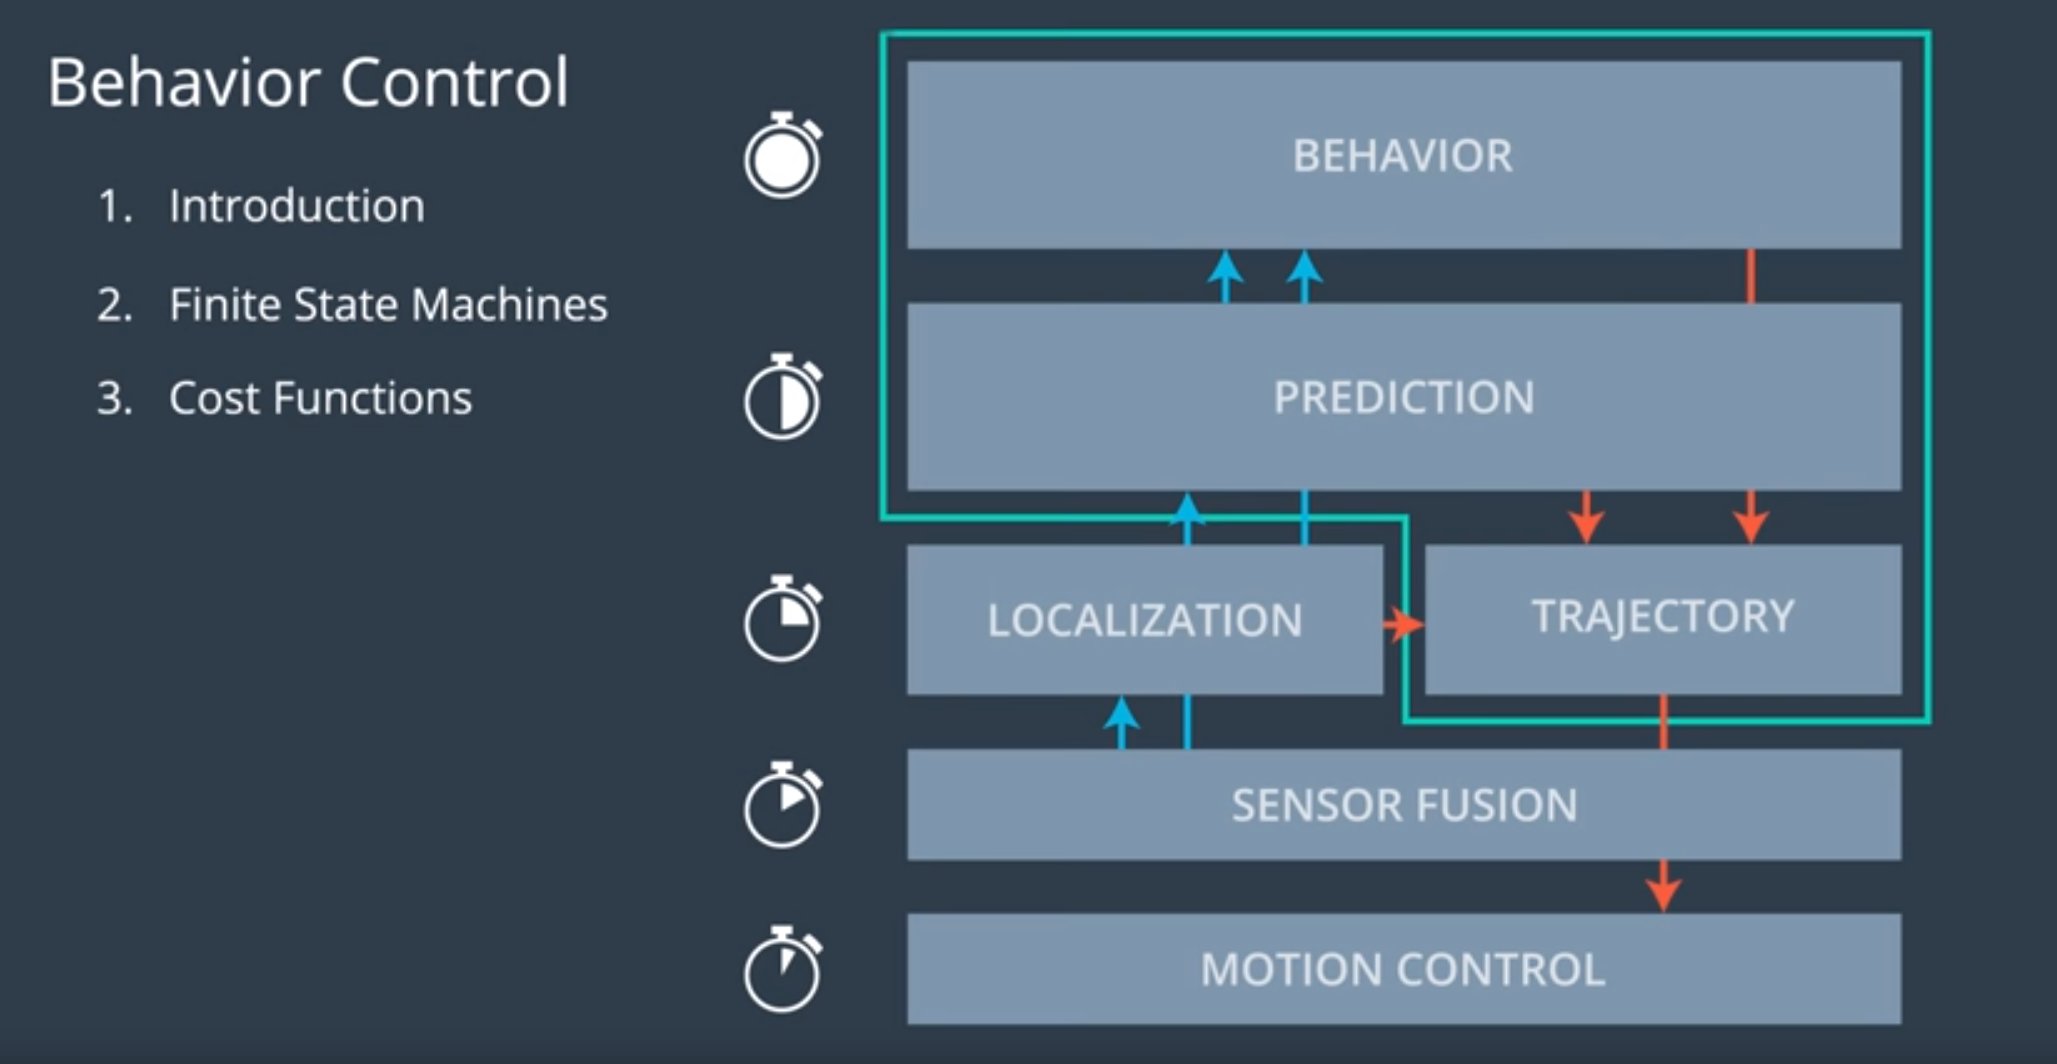 Behavior Control
1. Introduction
2. Finite State Machines
3. Cost Functions
BEHAVIOR
PREDICTION
LOCALIZATION
TRAJECTORY
SENSOR FUSION
MOTION CONTROL